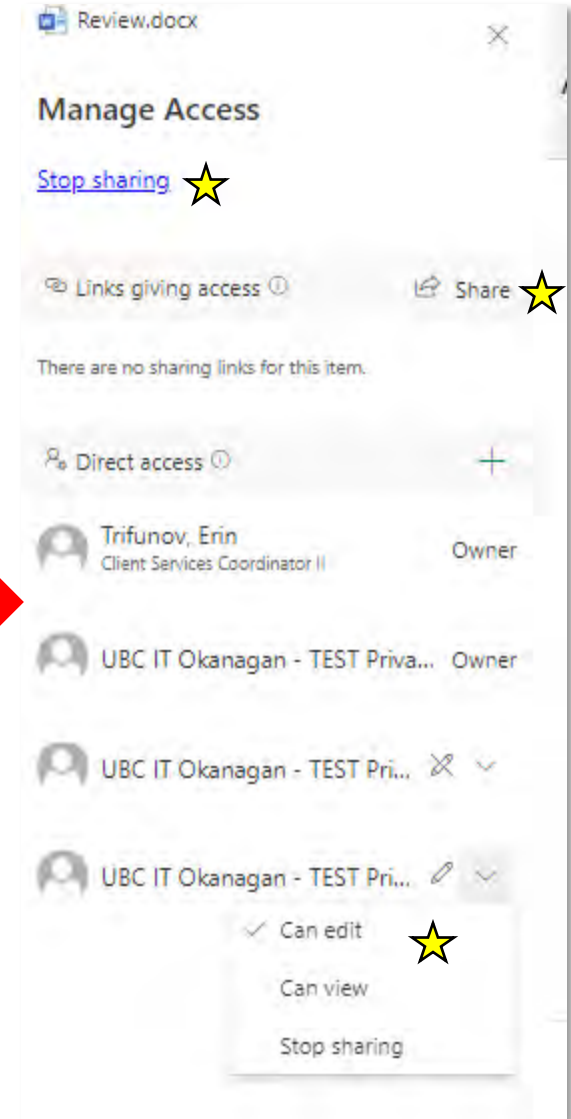 Review.docx
Manage Access
Stop sharing
Links giving access Share
There are no sharing links for this item.
Direct access
Trifunov, Erin
Client Services Coordinator II
Owner
UBC IT Okanagan - TEST Priva... Owner
UBC IT Okanagan - TEST Pri...
UBC IT Okanagan - TEST Pri...
Can edit
Can view
Stop sharing